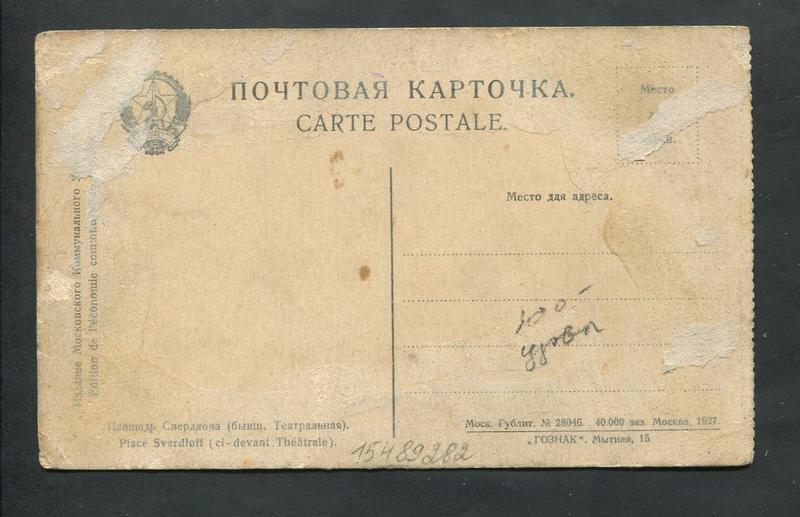 ПОЧТОВАЯ КАРТОЧКА.
CARTE POSTALE.
Место
Место для адреса.
Издание Московского Коммунального
Edition de l'économie
100-
Площадь Свердлова (бывш. Театральная).
Place Sverdloff (ci-devant Théâtrale).
Моск. Гублит. № 28046. 40.000 экз. Москва, 1927.
„ГОЗНАК“. Мытная, 15
15489282